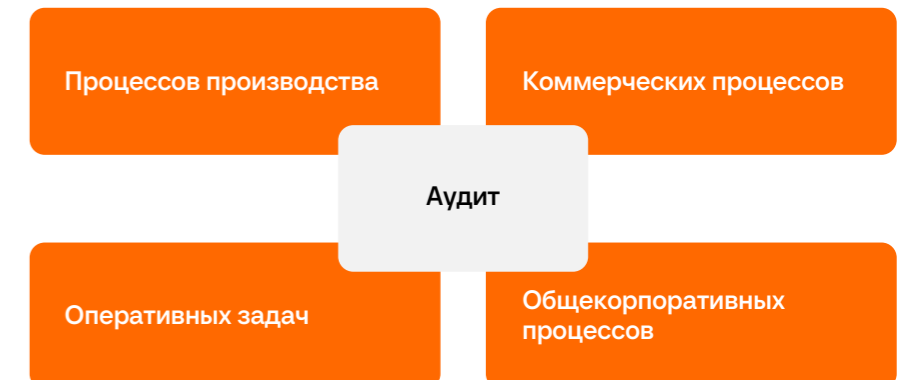 Процессов производства
Коммерческих процессов
Аудит
Оперативных задач
Общекорпоративных
процессов